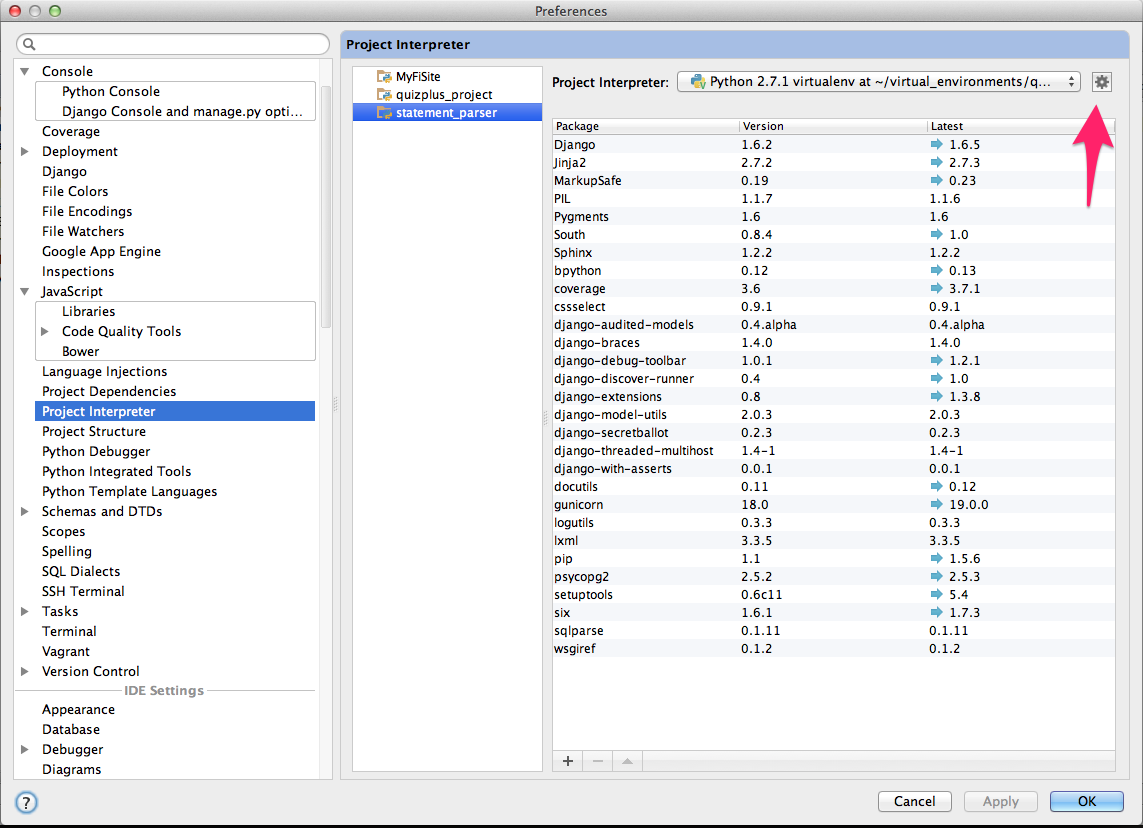 Preferences
Console
Python Console
Django Console and manage.py opti...
Coverage
Deployment
Django
File Colors
File Encodings
File Watchers
Google App Engine
Inspections
JavaScript
Libraries
Code Quality Tools
Bower
Language Injections
Project Dependencies
Project Interpreter
Project Structure
Python Debugger
Python Integrated Tools
Python Template Languages
Schemas and DTDs
Scopes
Spelling
SQL Dialects
SSH Terminal
Tasks
Terminal
Vagrant
Version Control
IDE Settings
Appearance
Database
Debugger
Diagrams
?
Project Interpreter
MyFiSite
quizplus_project
statement_parser
Project Interpreter: Python 2.7.1 virtualenv at ~/virtual_environments/q...
Package Version Latest
Django 1.6.2 1.6.5
Jinja2 2.7.2 2.7.3
MarkupSafe 0.19 0.23
PIL 1.1.7 1.1.6
Pygments 1.6 1.6
South 0.8.4 1.0
Sphinx 1.2.2 1.2.2
bpython 0.12 0.13
coverage 3.6 3.7.1
cssselect 0.9.1 0.9.1
django-audited-models 0.4.alpha 0.4.alpha
django-braces 1.4.0 1.4.0
django-debug-toolbar 1.0.1 1.2.1
django-discover-runner 0.4 1.0
django-extensions 0.8 1.3.8
django-model-utils 2.0.3 2.0.3
django-secretballot 0.2.3 0.2.3
django-threaded-multihost 1.4-1 1.4-1
django-with-asserts 0.0.1 0.0.1
docutils 0.11 0.12
gunicorn 18.0 19.0.0
logutils 0.3.3 0.3.3
lxml 3.3.5 3.3.5
pip 1.1 1.5.6
psycopg2 2.5.2 2.5.3
setuptools 0.6c11 5.4
six 1.6.1 1.7.3
sqlparse 0.1.11 0.1.11
wsgiref 0.1.2 0.1.2
Cancel Apply OK